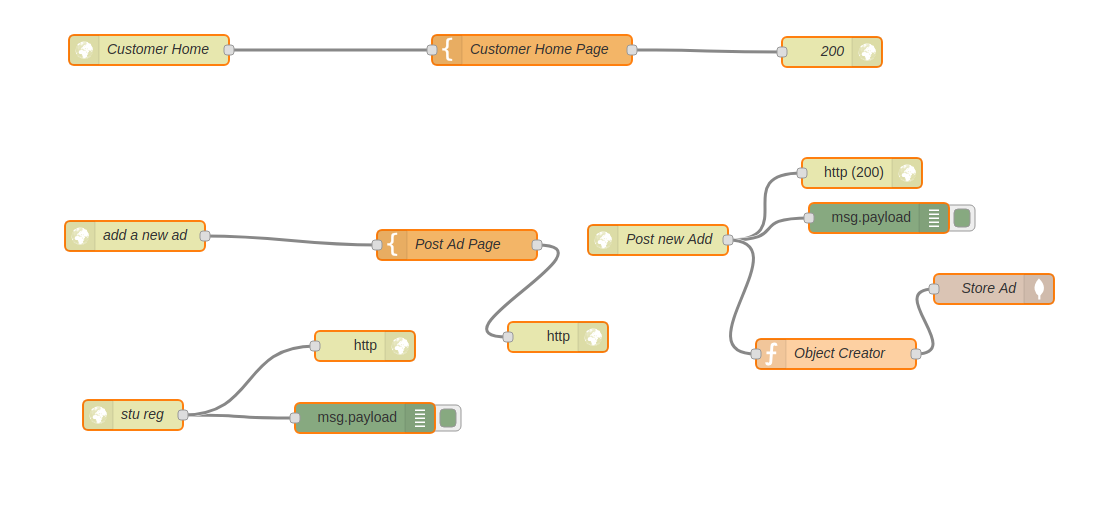 Customer Home
Customer Home Page
200
http (200)
msg.payload
add a new ad
Post Ad Page
Post new Add
Store Ad
http
http
Object Creator
stu reg
msg.payload